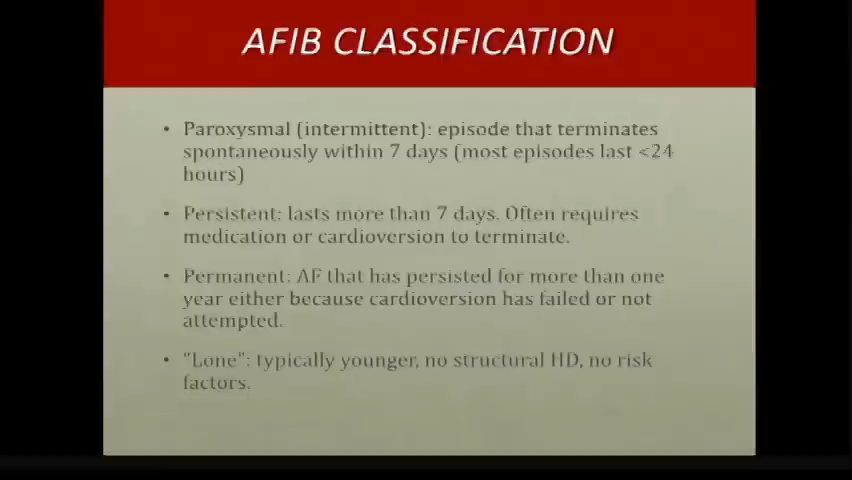 AFIB CLASSIFICATION
• Paroxysmal (intermittent): episode that terminates
spontaneously within 7 days (most episodes last <24
hours)
• Persistent: lasts more than 7 days. Often requires
medication or cardioversion to terminate.
• Permanent: AF that has persisted for more than one
year either because cardioversion has failed or not
attempted.
• "Lone": typically younger, no structural HD, no risk
factors.